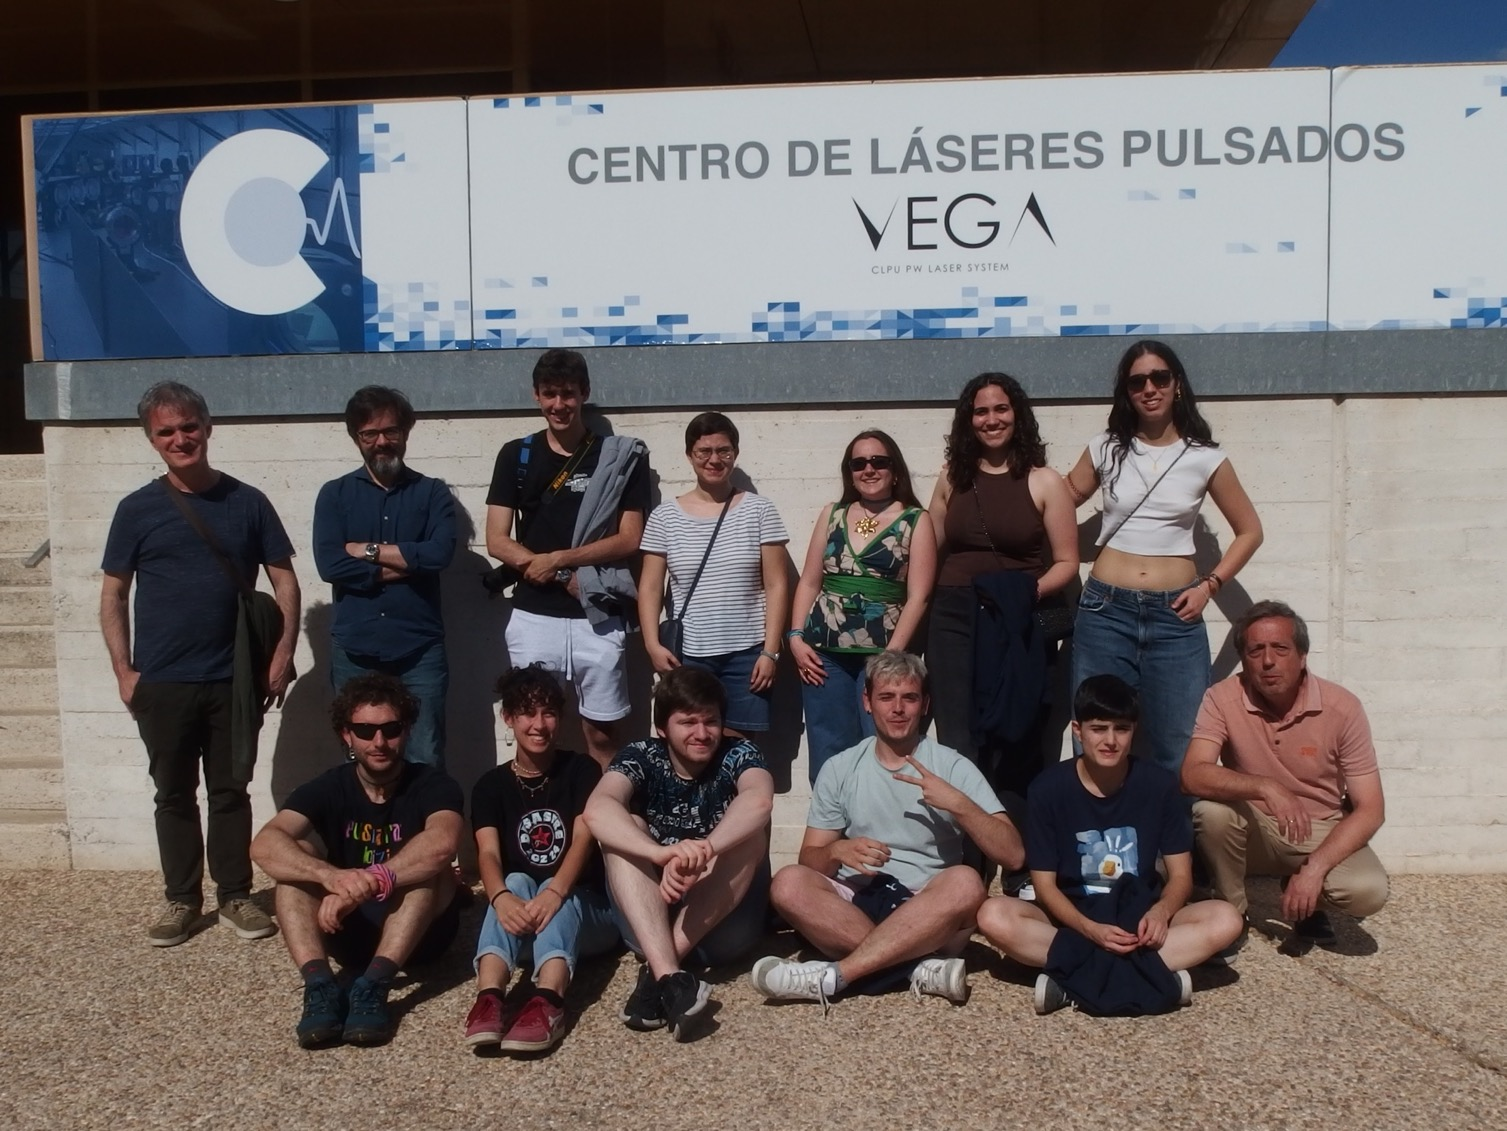 CENTRO DE LÁSERES PULSADOS
VEGA
CLPU PW LASER SYSTEM